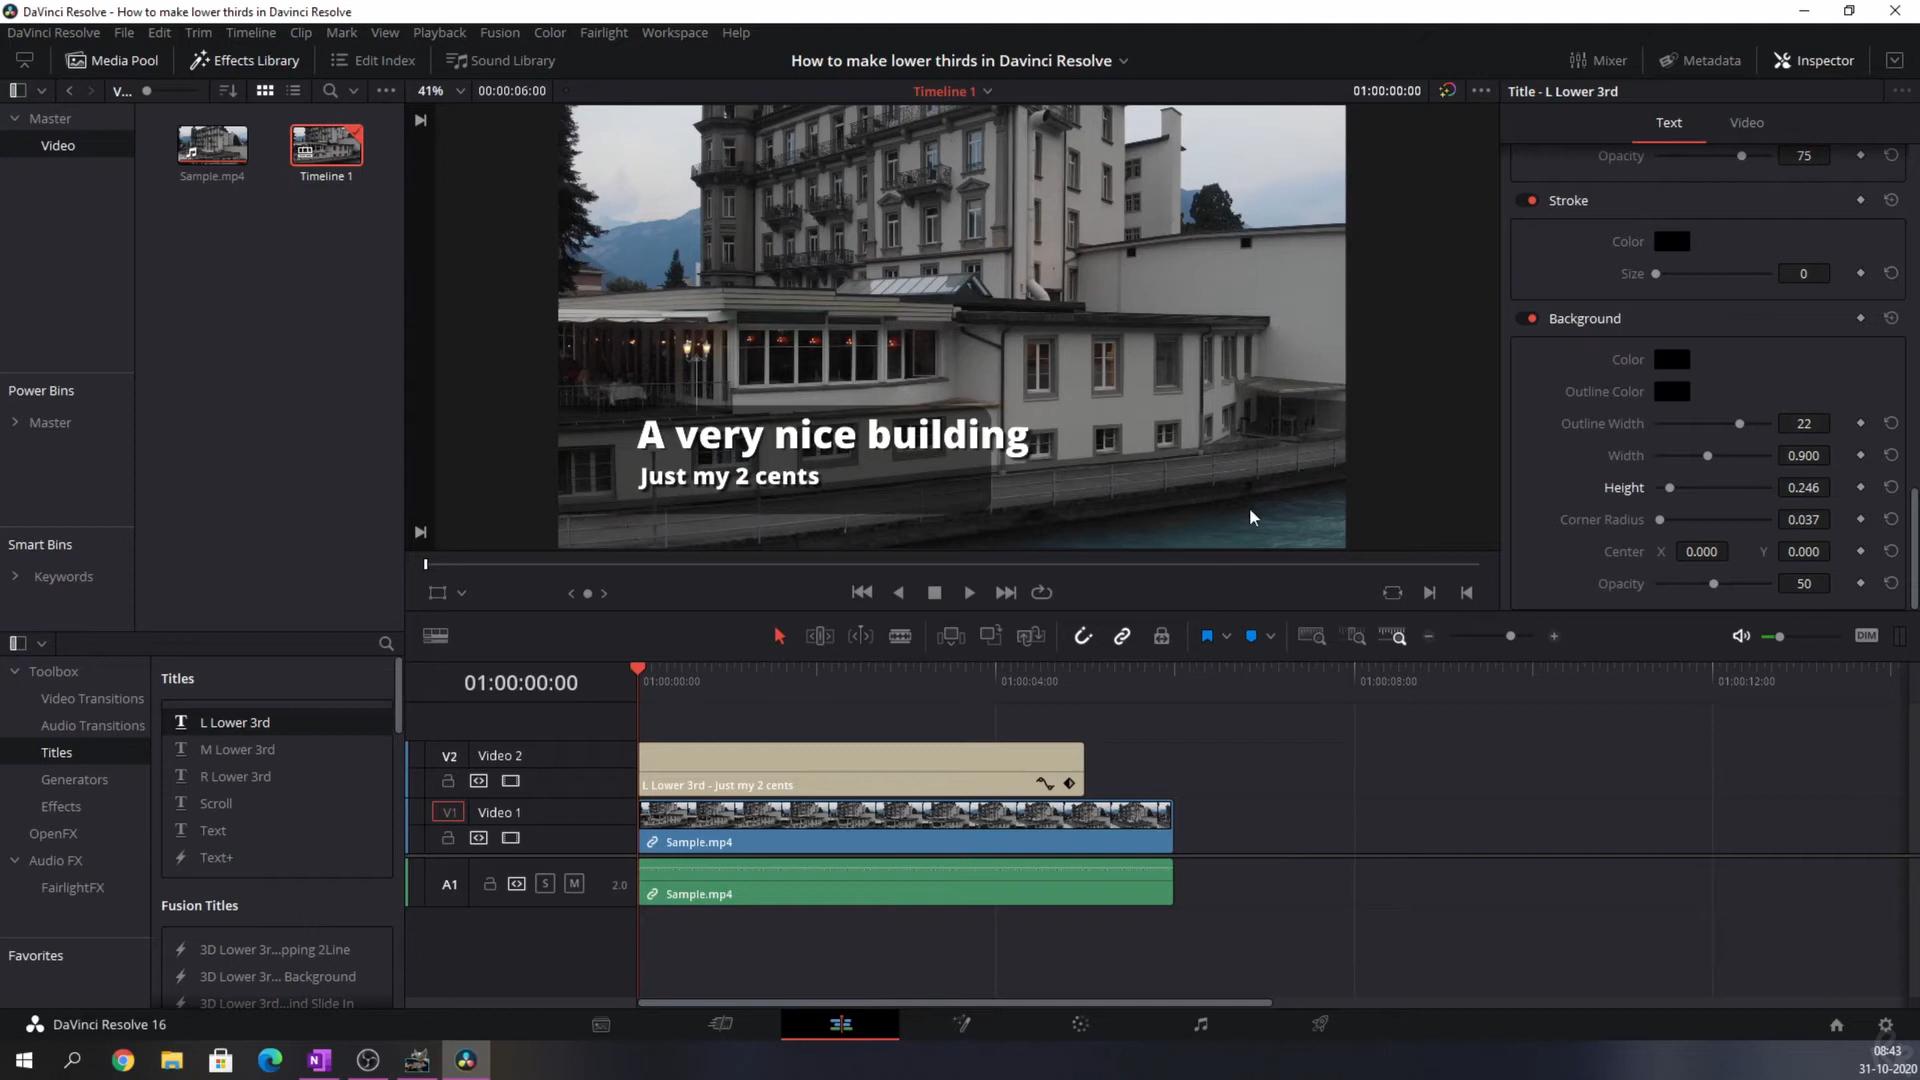 DaVinci Resolve - How to make lower thirds in Davinci Resolve
DaVinci Resolve File Edit Trim Timeline Clip Mark View Playback Fusion Color Fairlight Workspace Help
Media Pool Effects Library Edit Index Sound Library
How to make lower thirds in Davinci Resolve
Mixer Metadata Inspector
V...
41% 00:00:06:00
Timeline 1
01:00:00:00
Title - L Lower 3rd
Master
Video
Sample.mp4
Timeline 1
Power Bins
Master
Smart Bins
Keywords
A very nice building
Just my 2 cents
Text Video
Opacity 75
Stroke
Color
Size 0
Background
Color
Outline Color
Outline Width 22
Width 0.900
Height 0.246
Corner Radius 0.037
Center X 0.000 Y 0.000
Opacity 50
DIM
Toolbox
Video Transitions
Audio Transitions
Titles
Generators
Effects
OpenFX
Audio FX
FairlightFX
Favorites
Titles
L Lower 3rd
M Lower 3rd
R Lower 3rd
Scroll
Text
Text+
Fusion Titles
3D Lower 3r...pping 2Line
3D Lower 3r... Background
3D Lower 3rd...ind Slide In
01:00:00:00
01:00:00:00 01:00:04:00 01:00:08:00 01:00:12:00
V2 Video 2
L Lower 3rd - Just my 2 cents
V1 Video 1
Sample.mp4
A1 S M 2.0
Sample.mp4
DaVinci Resolve 16
08:43
31-10-2020